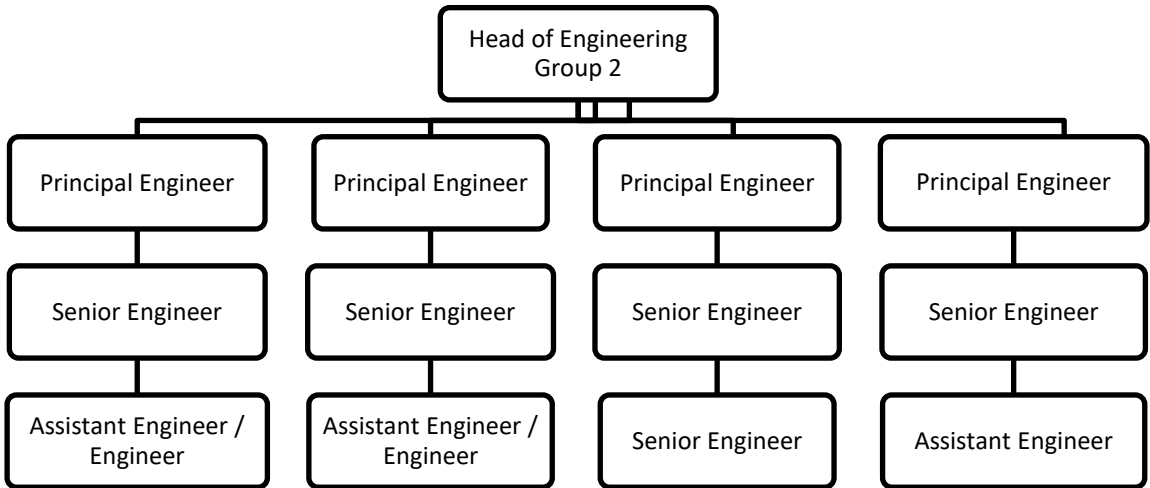 Head of Engineering
Group 2
Principal Engineer
Principal Engineer
Principal Engineer
Principal Engineer
Senior Engineer
Senior Engineer
Senior Engineer
Senior Engineer
Assistant Engineer /
Engineer
Assistant Engineer /
Engineer
Senior Engineer
Assistant Engineer